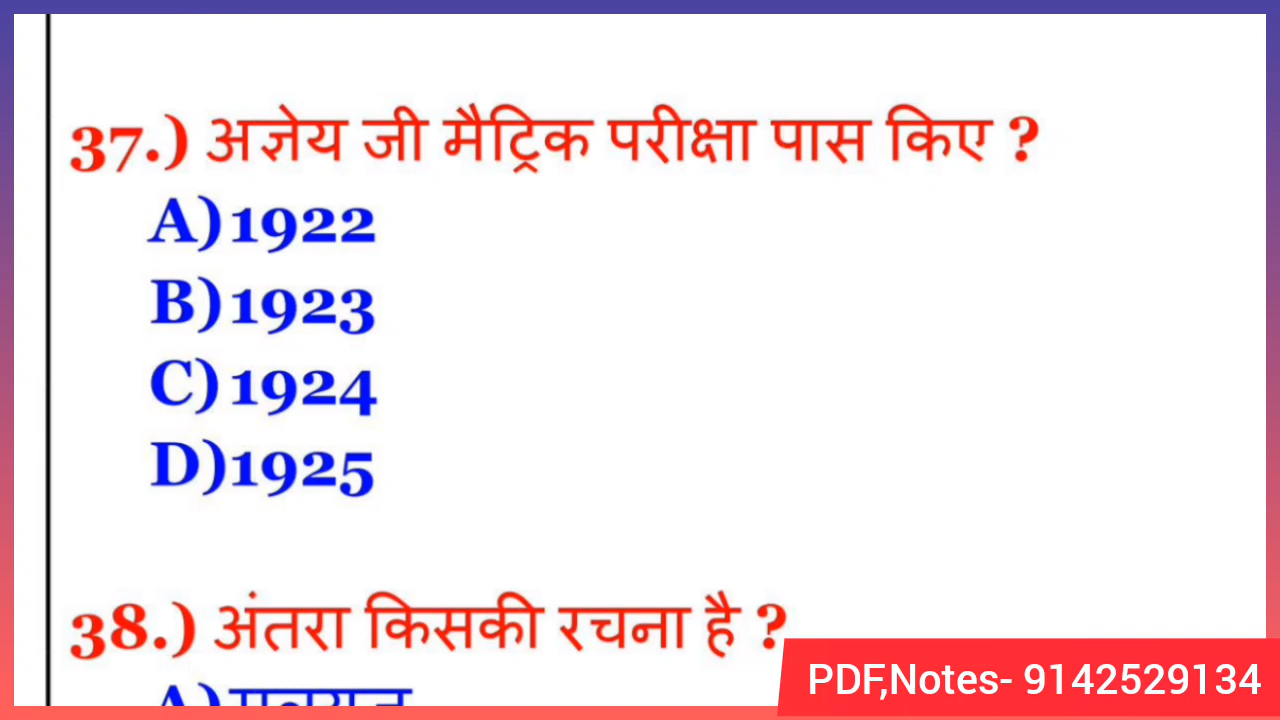 37.) अज्ञेय जी मैट्रिक परीक्षा पास किए ?
A) 1922
B) 1923
C) 1924
D)1925
38.) अंतरा किसकी रचना है ?
A)
PDF,Notes- 9142529134